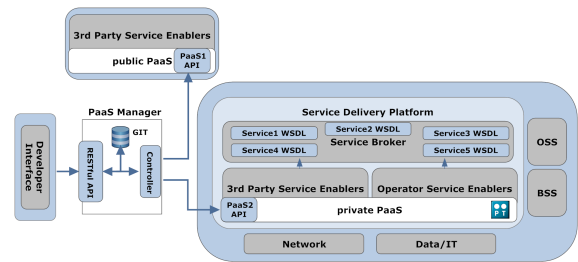 3rd Party Service Enablers
public PaaS
PaaS1
API
PaaS Manager
GIT
Developer
Interface
RESTful API
Controller
Service Delivery Platform
Service1 WSDL
Service2 WSDL
Service3 WSDL
Service4 WSDL
Service Broker
Service5 WSDL
3rd Party Service Enablers
Operator Service Enablers
PaaS2
API
private PaaS
P T
OSS
BSS
Network
Data/IT